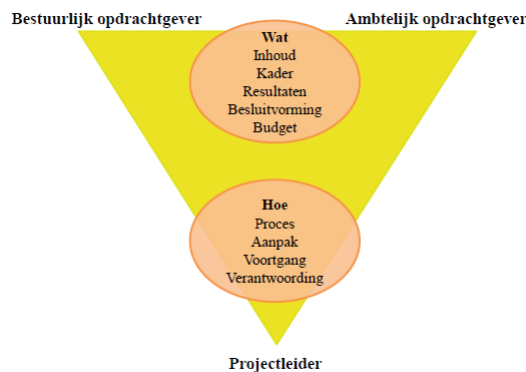 Bestuurlijk opdrachtgever
Ambtelijk opdrachtgever
Wat
Inhoud
Kader
Resultaten
Besluitvorming
Budget
Hoe
Proces
Aanpak
Voortgang
Verantwoording
Projectleider